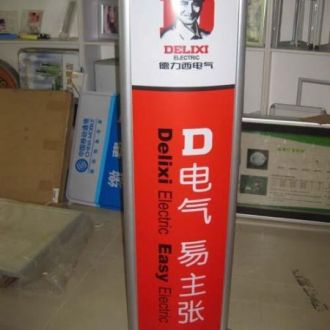 DELIXI
ELECTRIC
德力西电气
D电气 易主张
Delixi Electric Easy Electric